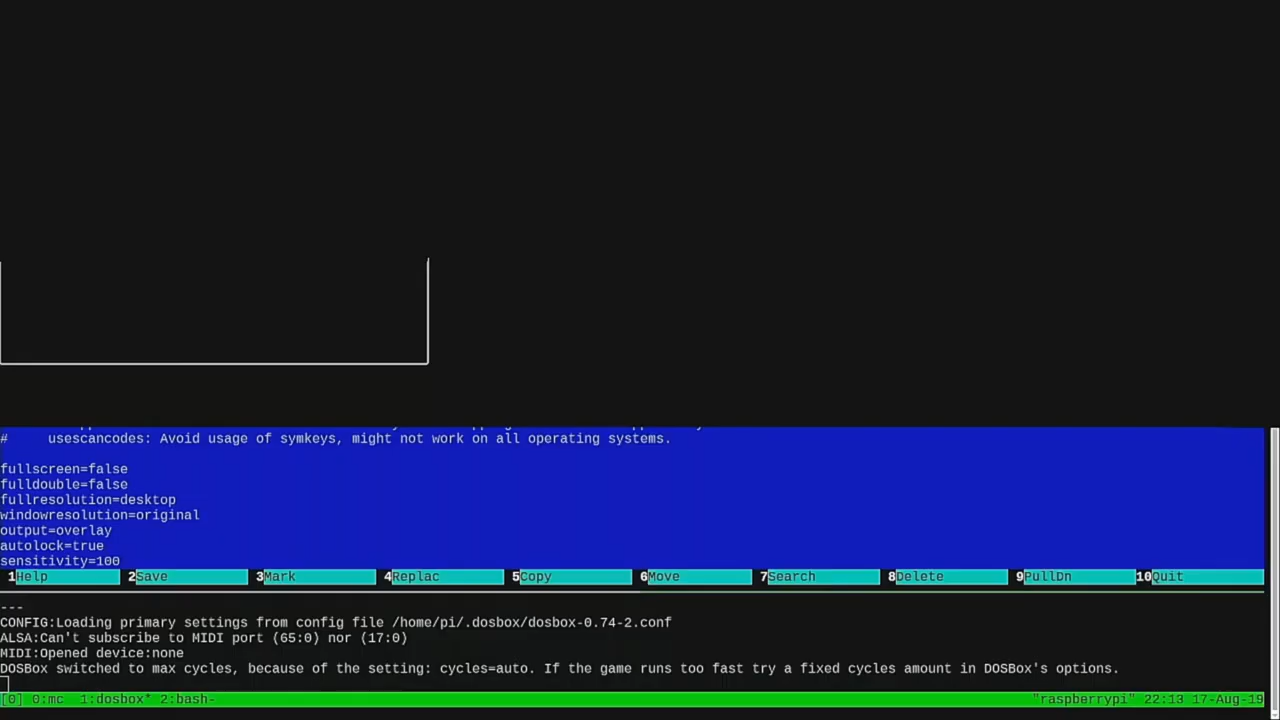 #     usescancodes: Avoid usage of symkeys, might not work on all operating systems.
fullscreen=false
fulldouble=false
fullresolution=desktop
windowresolution=original
output=overlay
autolock=true
sensitivity=100
1Help 2Save 3Mark 4Replac 5Copy 6Move 7Search 8Delete 9PullDn 10Quit
---
CONFIG:Loading primary settings from config file /home/pi/.dosbox/dosbox-0.74-2.conf
ALSA:Can't subscribe to MIDI port (65:0) nor (17:0)
MIDI:Opened device:none
DOSBox switched to max cycles, because of the setting: cycles=auto. If the game runs too fast try a fixed cycles amount in DOSBox's options.
[0] 0:mc  1:dosbox* 2:bash- "raspberrypi" 22:13 17-Aug-19